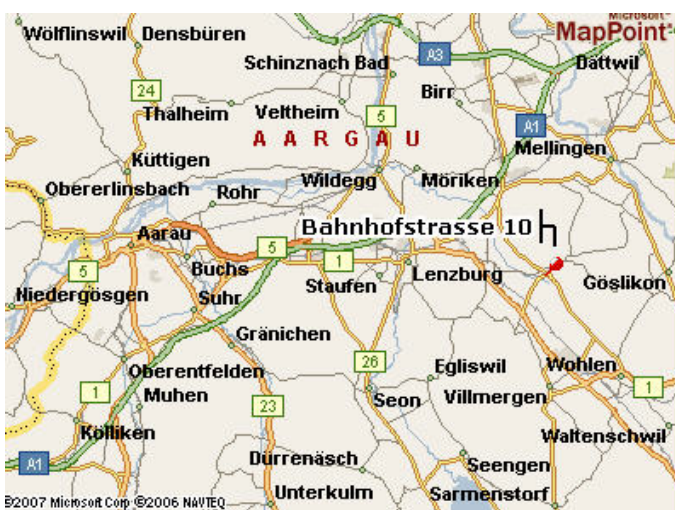 Microsoft
MapPoint
Wölflinswil Densbüren
A3
Schinznach Bad
Dättwil
24
Birr
Thalheim Veltheim
5
A1
A A R G A U
Mellingen
Küttigen
Wildegg Möriken
Obererlinsbach Rohr
Bahnhofstrasse 10
Aarau
5
Buchs
1
5
Staufen Lenzburg
Göslikon
Niedergösgen
Suhr
Gränichen
26
Oberentfelden
Egliswil Wohlen
1
1
Muhen
23
Seon
Villmergen
Kölliken
Waltenschwil
A1
Dürrenäsch
Seengen
Unterkulm
Sarmenstorf
©2007 Microsoft Corp ©2006 NAVTEQ